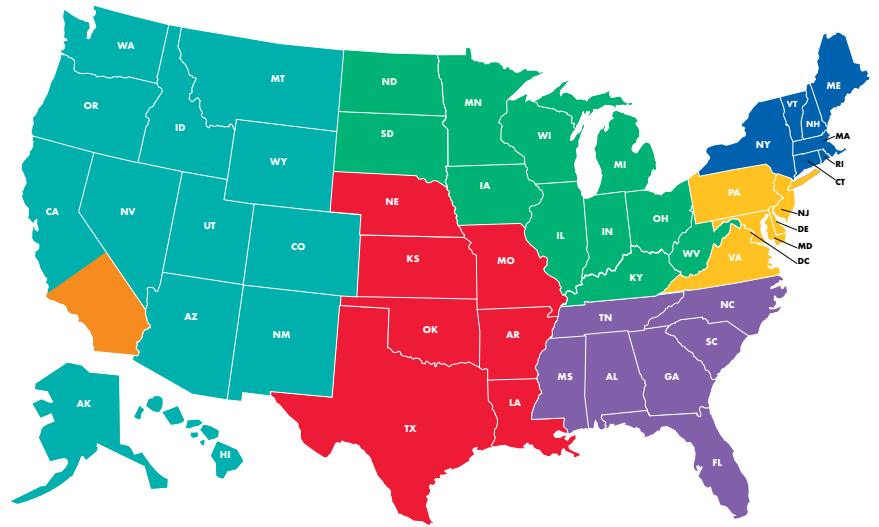 WA
MT
ND
MN
ME
VT
OR
ID
SD
WI
NH
MA
NY
MI
RI
WY
CT
IA
PA
NE
CA
NV
UT
OH
NJ
CO
IL
IN
DE
MD
WV
KS
MO
VA
DC
KY
AZ
NM
OK
AR
TN
NC
SC
MS
AL
GA
AK
LA
TX
HI
FL